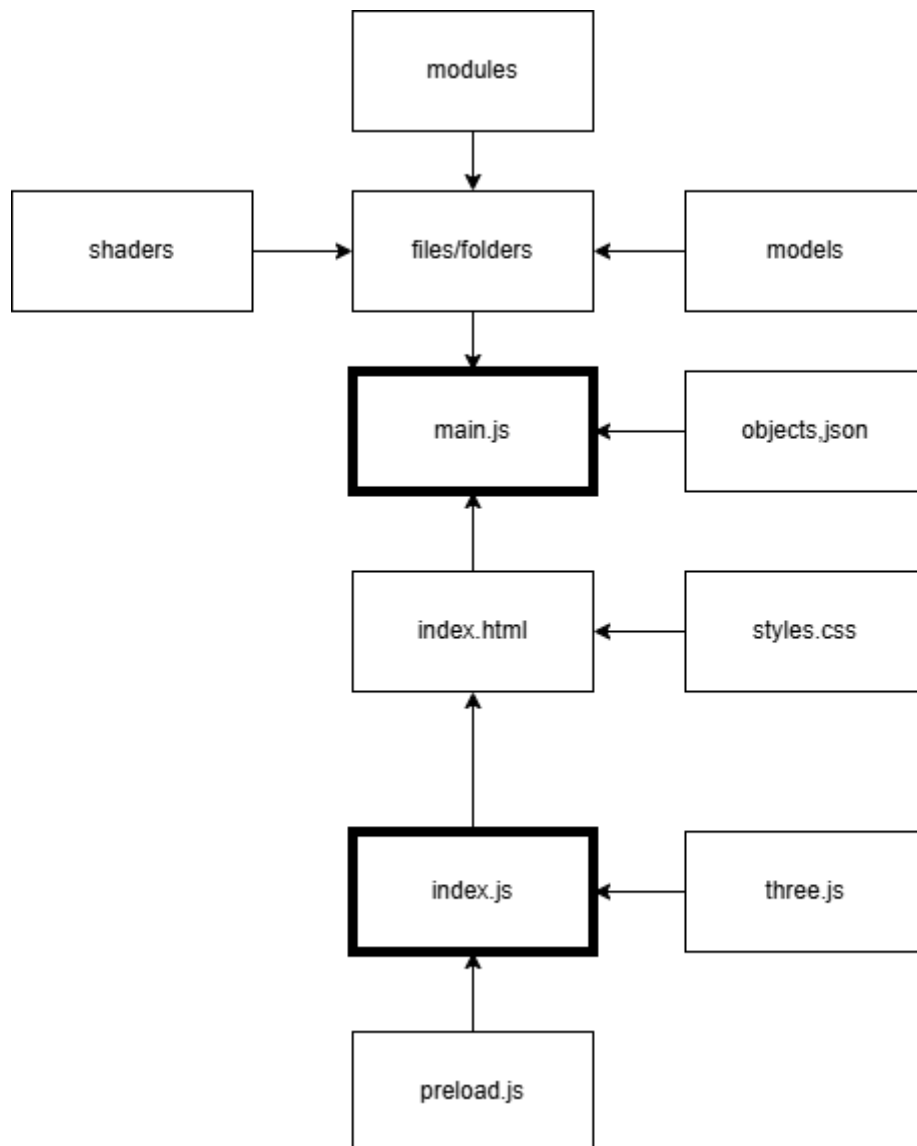 modules
shaders
files/folders
models
main.js
objects,json
index.html
styles.css
index.js
three.js
preload.js